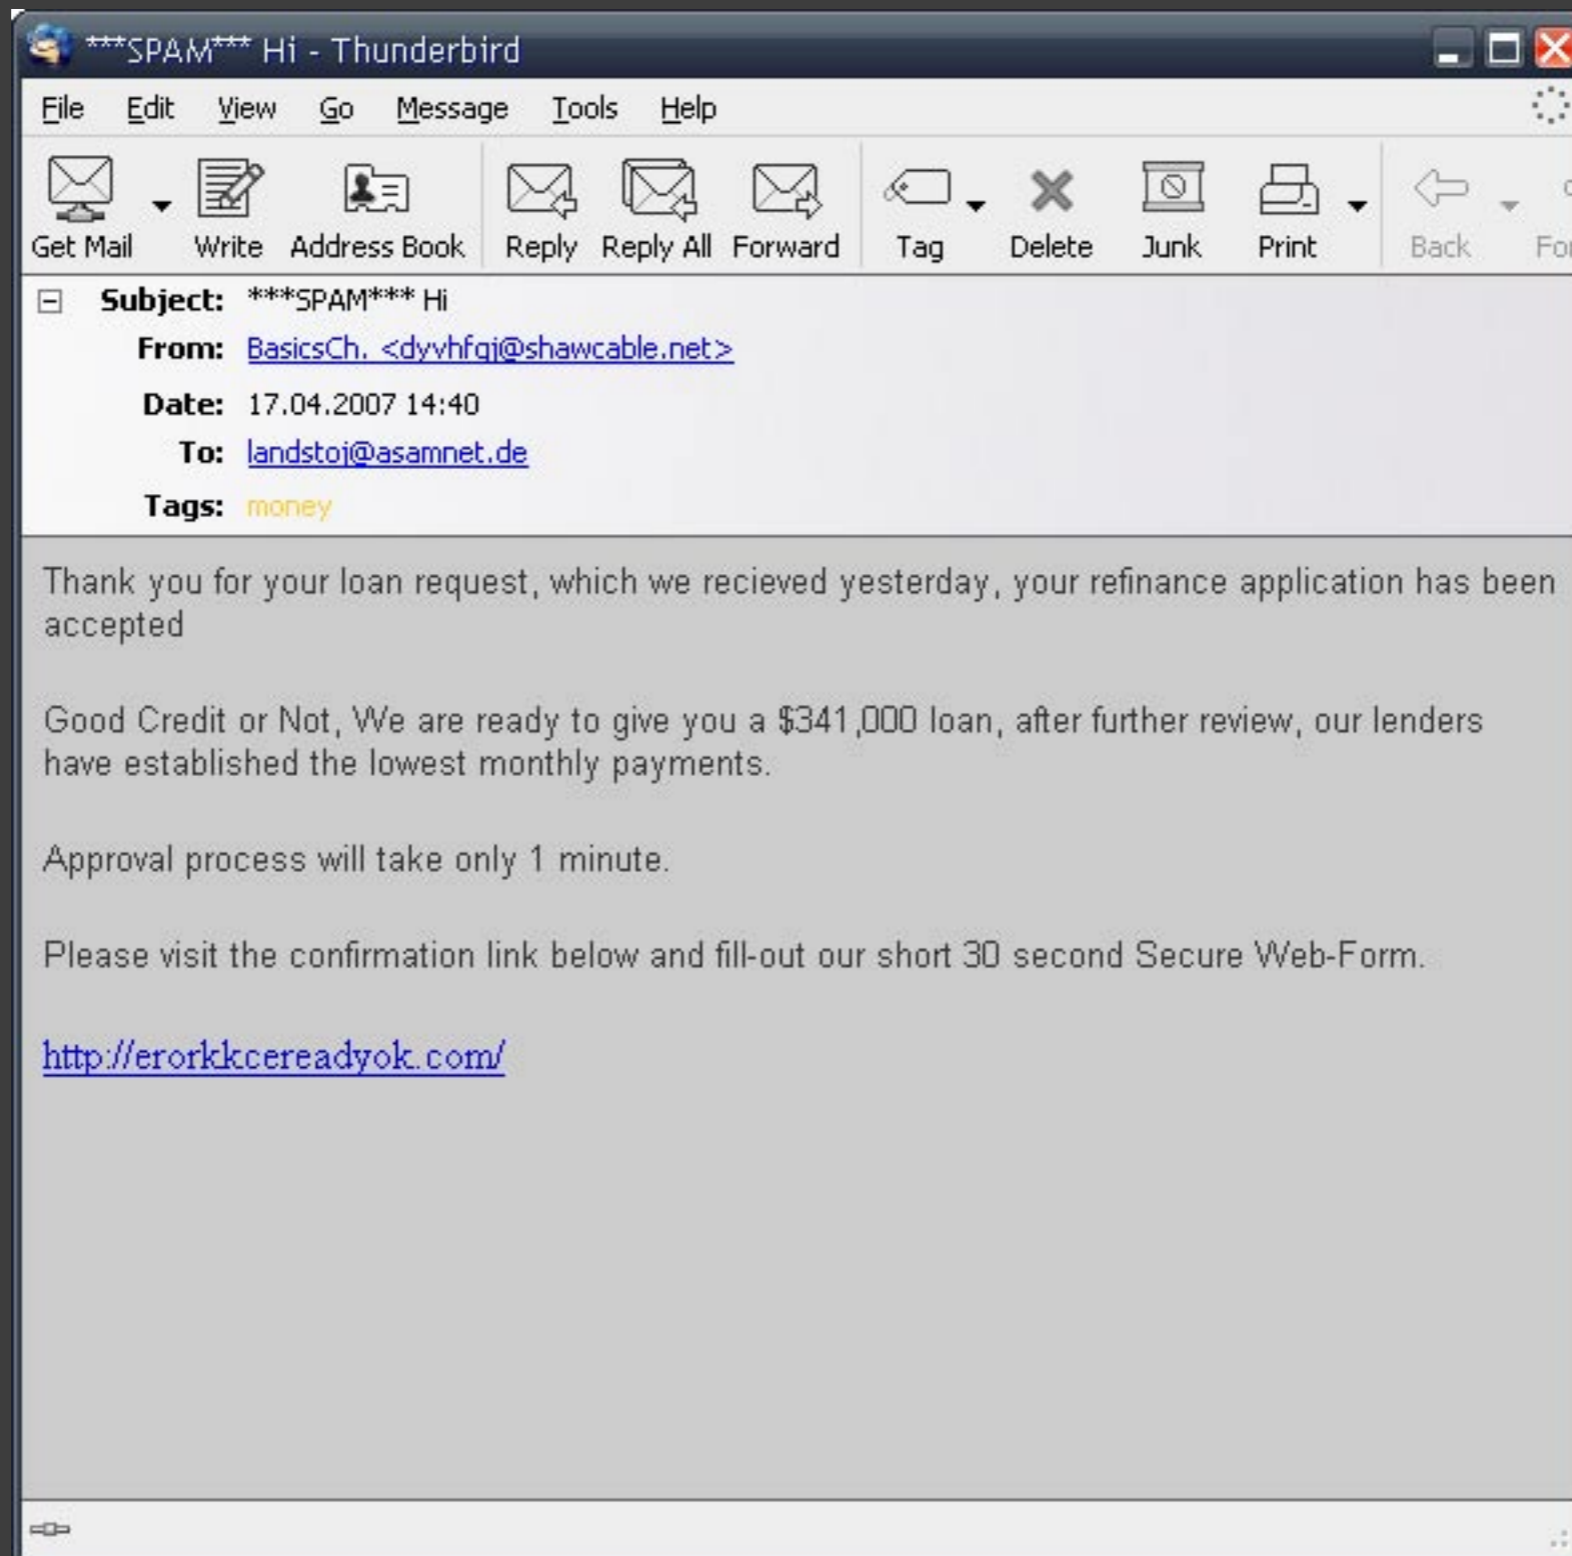 ***SPAM*** Hi - Thunderbird
File Edit View Go Message Tools Help
Get Mail Write Address Book Reply Reply All Forward Tag Delete Junk Print Back For
Subject: ***SPAM*** Hi
From: BasicsCh. <dyvhfqj@shawcable.net>
Date: 17.04.2007 14:40
To: landstoj@asamnet.de
Tags: money
Thank you for your loan request, which we recieved yesterday, your refinance application has been
accepted
Good Credit or Not, We are ready to give you a $341,000 loan, after further review, our lenders
have established the lowest monthly payments.
Approval process will take only 1 minute.
Please visit the confirmation link below and fill-out our short 30 second Secure Web-Form.
http://erorkkcereadyok.com/